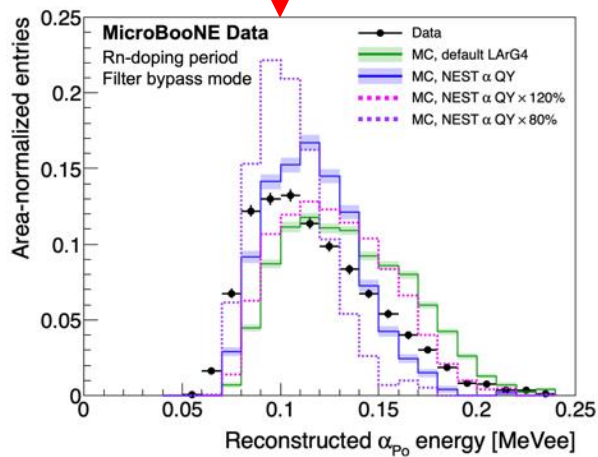 MicroBooNE Data
Rn-doping period
Filter bypass mode
Data
MC, default LArG4
MC, NEST α QY
MC, NEST α QY × 120%
MC, NEST α QY × 80%
Area-normalized entries
0.25
0.2
0.15
0.1
0.05
0
0 0.05 0.1 0.15 0.2 0.25
Reconstructed αPo energy [MeVee]